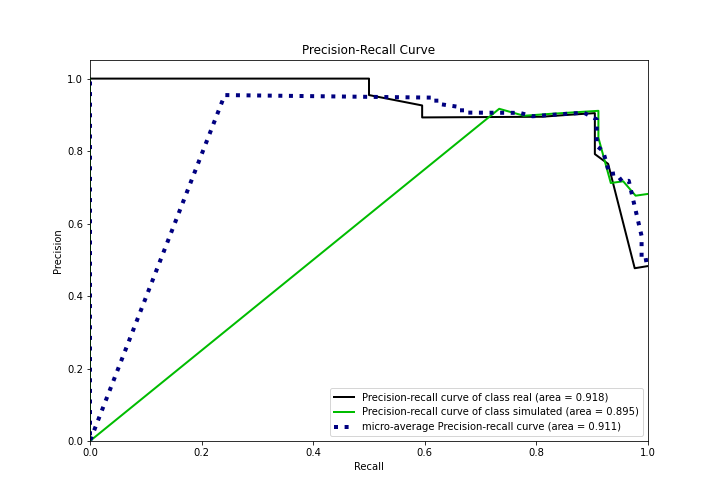 Precision-Recall Curve
Precision
1.0
0.8
0.6
0.4
0.2
0.0
0.0 0.2 0.4 0.6 0.8 1.0
Recall
Precision-recall curve of class real (area = 0.918)
Precision-recall curve of class simulated (area = 0.895)
micro-average Precision-recall curve (area = 0.911)